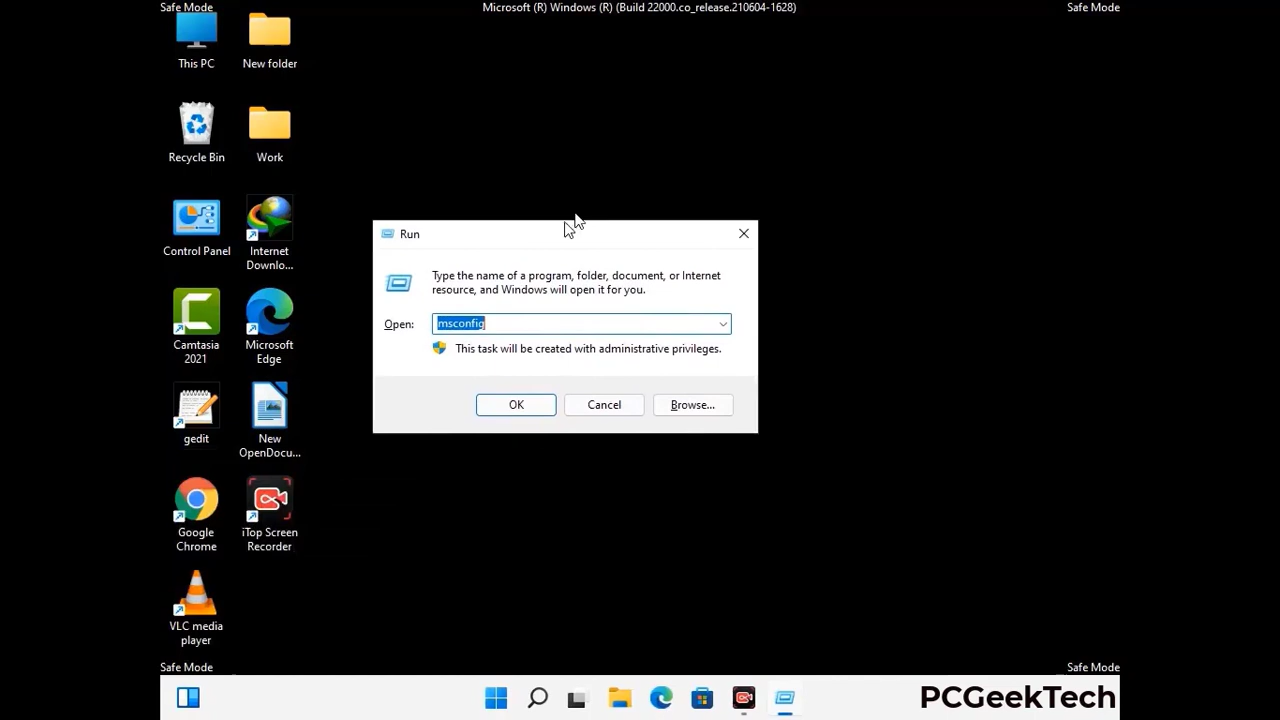 Safe Mode
Microsoft (R) Windows (R) (Build 22000.co_release.210604-1628)
Safe Mode
This PC
New folder
Recycle Bin
Work
Control Panel
Internet
Downlo...
Camtasia
2021
Microsoft
Edge
gedit
New
OpenDocu...
Google
Chrome
iTop Screen
Recorder
VLC media
player
Run
Type the name of a program, folder, document, or Internet
resource, and Windows will open it for you.
Open:
msconfig
This task will be created with administrative privileges.
OK
Cancel
Browse...
Safe Mode
Safe Mode
PCGeekTech